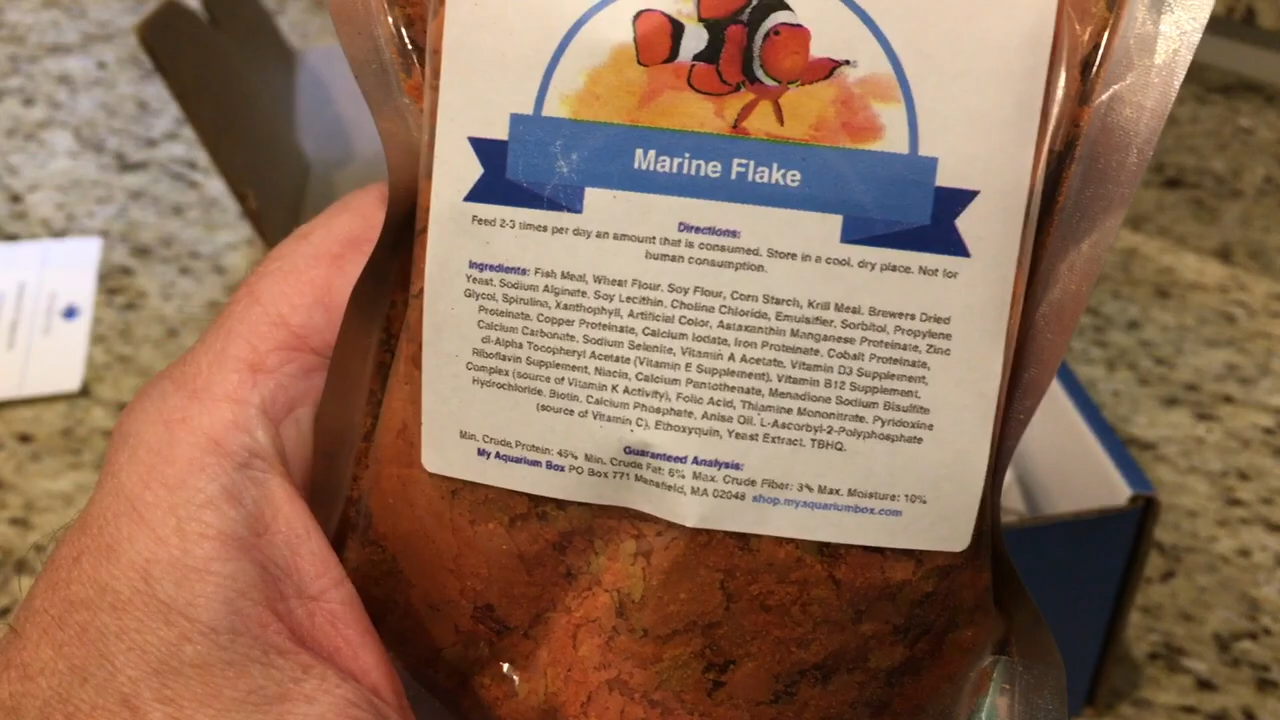 Marine Flake
Directions:
Feed 2-3 times per day an amount that is consumed. Store in a cool, dry place. Not for
human consumption.
Ingredients: Fish Meal, Wheat Flour, Soy Flour, Corn Starch, Krill Meal, Brewers Dried
Yeast, Sodium Alginate, Soy Lecithin, Choline Chloride, Emulsifier, Sorbitol, Propylene
Glycol, Spirulina, Xanthophyll, Artificial Color, Astaxanthin Manganese Proteinate, Zinc
Proteinate, Copper Proteinate, Calcium Iodate, Iron Proteinate, Cobalt Proteinate,
Calcium Carbonate, Sodium Selenite, Vitamin A Acetate, Vitamin D3 Supplement,
dl-Alpha Tocopheryl Acetate (Vitamin E Supplement), Vitamin B12 Supplement,
Riboflavin Supplement, Niacin, Calcium Pantothenate, Menadione Sodium Bisulfite
Complex (source of Vitamin K Activity), Folic Acid, Thiamine Mononitrate, Pyridoxine
Hydrochloride, Biotin, Calcium Phosphate, Anise Oil, L-Ascorbyl-2-Polyphosphate
(source of Vitamin C), Ethoxyquin, Yeast Extract, TBHQ.
Guaranteed Analysis:
Min. Crude Protein: 45% Min. Crude Fat: 6% Max. Crude Fiber: 3% Max. Moisture: 10%
My Aquarium Box PO Box 771 Mansfield, MA 02048 shop.myaquariumbox.com